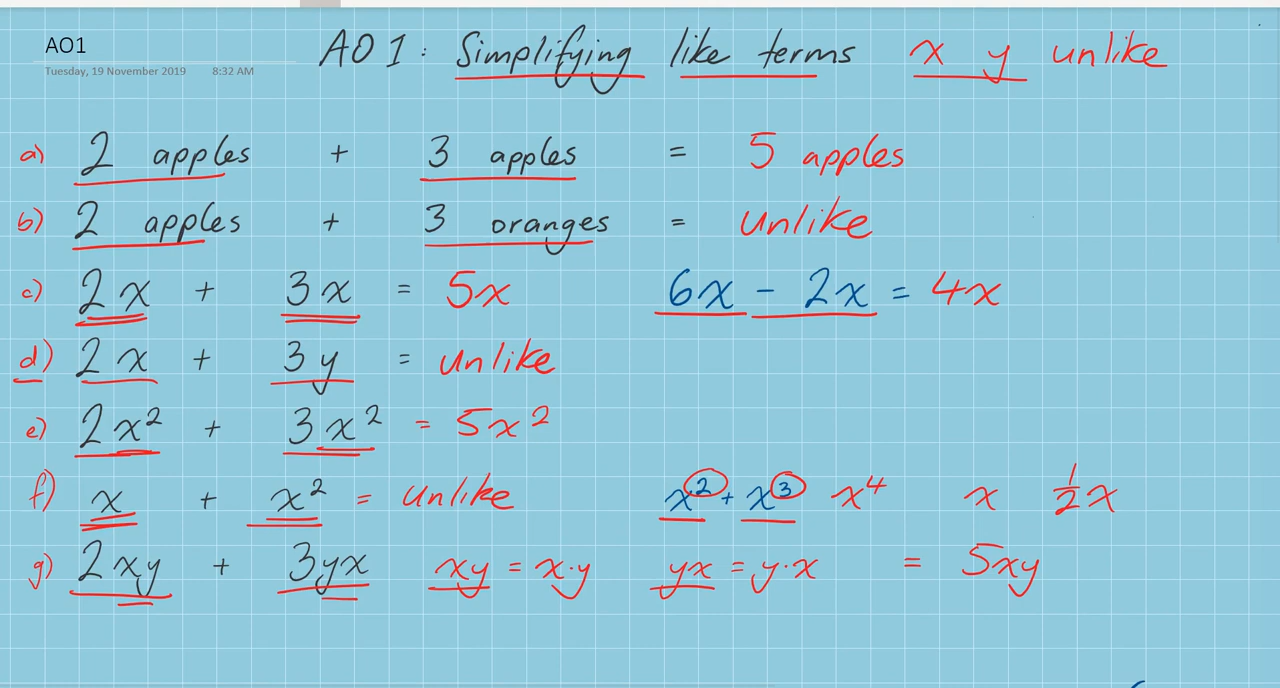 AO1
Tuesday, 19 November 2019 8:32 AM
AO1: Simplifying like terms x y unlike
a) 2 apples + 3 apples = 5 apples
b) 2 apples + 3 oranges = unlike
c) 2x + 3x = 5x 6x - 2x = 4x
d) 2x + 3y = unlike
e) 2x² + 3x² = 5x²
f) x + x² = unlike x² + x³ x⁴ x ½x
g) 2xy + 3yx xy = x·y yx = y·x = 5xy